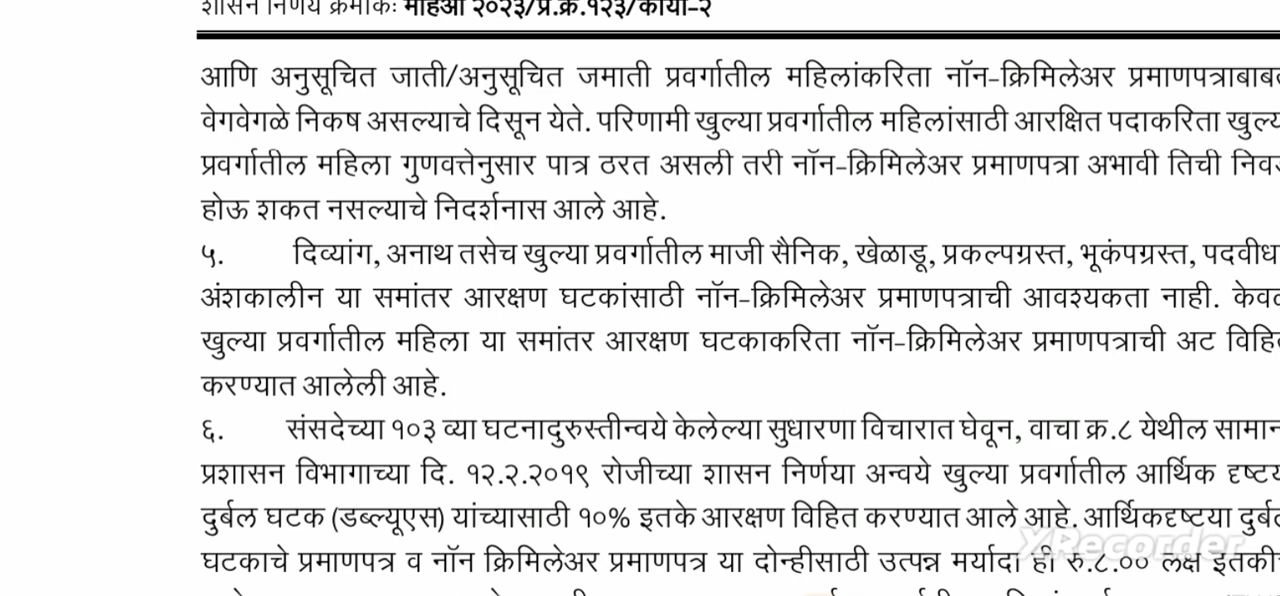 शासन निर्णय क्रमांकः महिआ २०२३/प्र.क्र.१२३/कार्या-२
आणि अनुसूचित जाती/अनुसूचित जमाती प्रवर्गातील महिलांकरिता नॉन-क्रिमिलेअर
वेगवेगळे निकष असल्याचे दिसून येते. परिणामी खुल्या प्रवर्गातील महिलांसाठी आरक्षित पदाकरिता
प्रवर्गातील महिला गुणवत्तेनुसार पात्र ठरत असली तरी नॉन-क्रिमिलेअर प्रमाणपत्रा अभावी तिची
होऊ शकत नसल्याचे निदर्शनास आले आहे.
५. दिव्यांग, अनाथ तसेच खुल्या प्रवर्गातील माजी सैनिक, खेळाडू, प्रकल्पग्रस्त, भूकंपग्रस्त,
अंशकालीन या समांतर आरक्षण घटकांसाठी नॉन-क्रिमिलेअर प्रमाणपत्राची आवश्यकता नाही.
खुल्या प्रवर्गातील महिला या समांतर आरक्षण घटकाकरिता नॉन-क्रिमिलेअर प्रमाणपत्राची अट
करण्यात आलेली आहे.
६. संसदेच्या १०३ व्या घटनादुरुस्तीन्वये केलेल्या सुधारणा विचारात घेवून, वाचा क्र.८ येथील
प्रशासन विभागाच्या दि. १२.२.२०१९ रोजीच्या शासन निर्णया अन्वये खुल्या प्रवर्गातील आर्थिक
दुर्बल घटक (डब्ल्यूएस) यांच्यासाठी १०% इतके आरक्षण विहित करण्यात आले आहे. आर्थिकदृष्टया
घटकाचे प्रमाणपत्र व नॉन क्रिमिलेअर प्रमाणपत्र या दोन्हीसाठी उत्पन्न मर्यादा ही रु.८.०० लक्ष
XRecorder